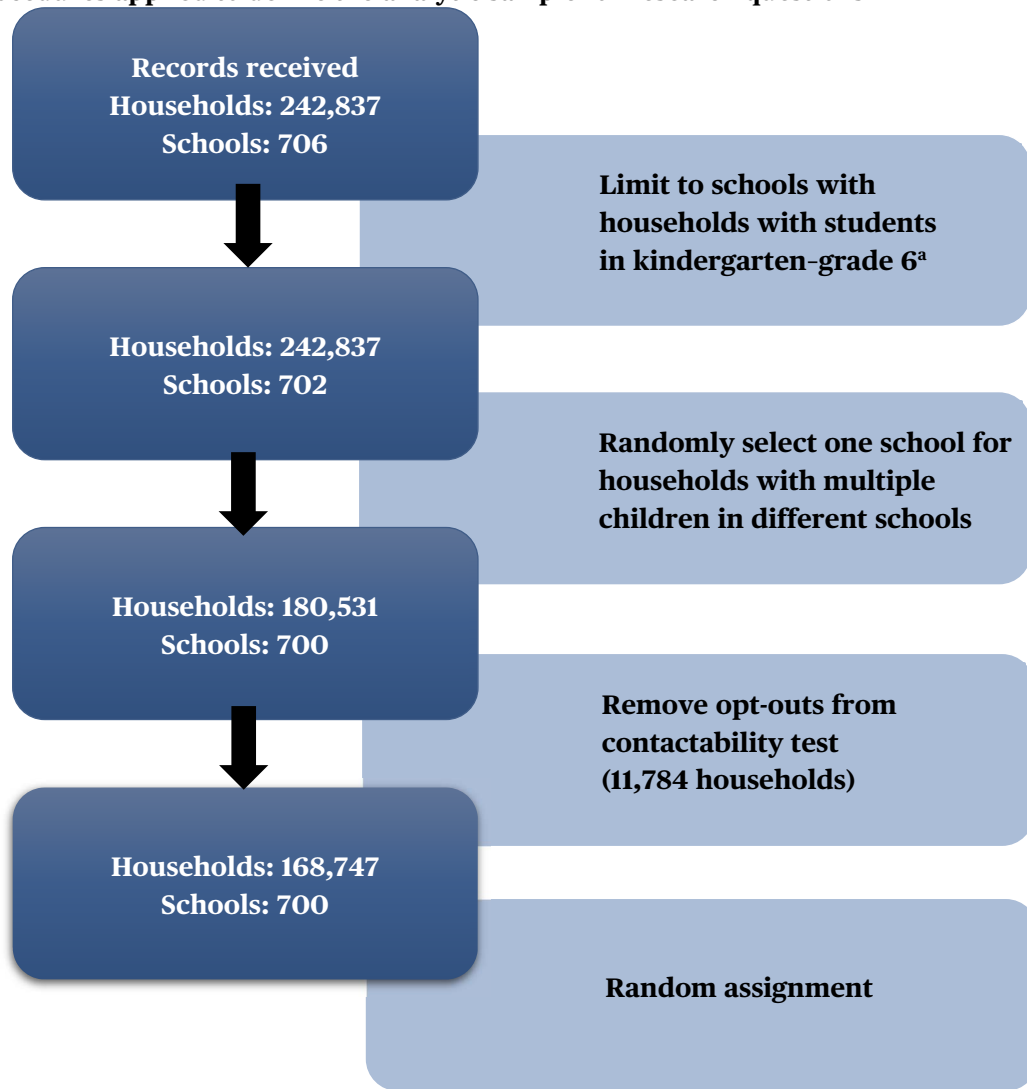 Records received
Households: 242,837
Schools: 706
Limit to schools with
households with students
in kindergarten–grade 6ᵃ
Households: 242,837
Schools: 702
Randomly select one school for
households with multiple
children in different schools
Households: 180,531
Schools: 700
Remove opt-outs from
contactability test
(11,784 households)
Households: 168,747
Schools: 700
Random assignment